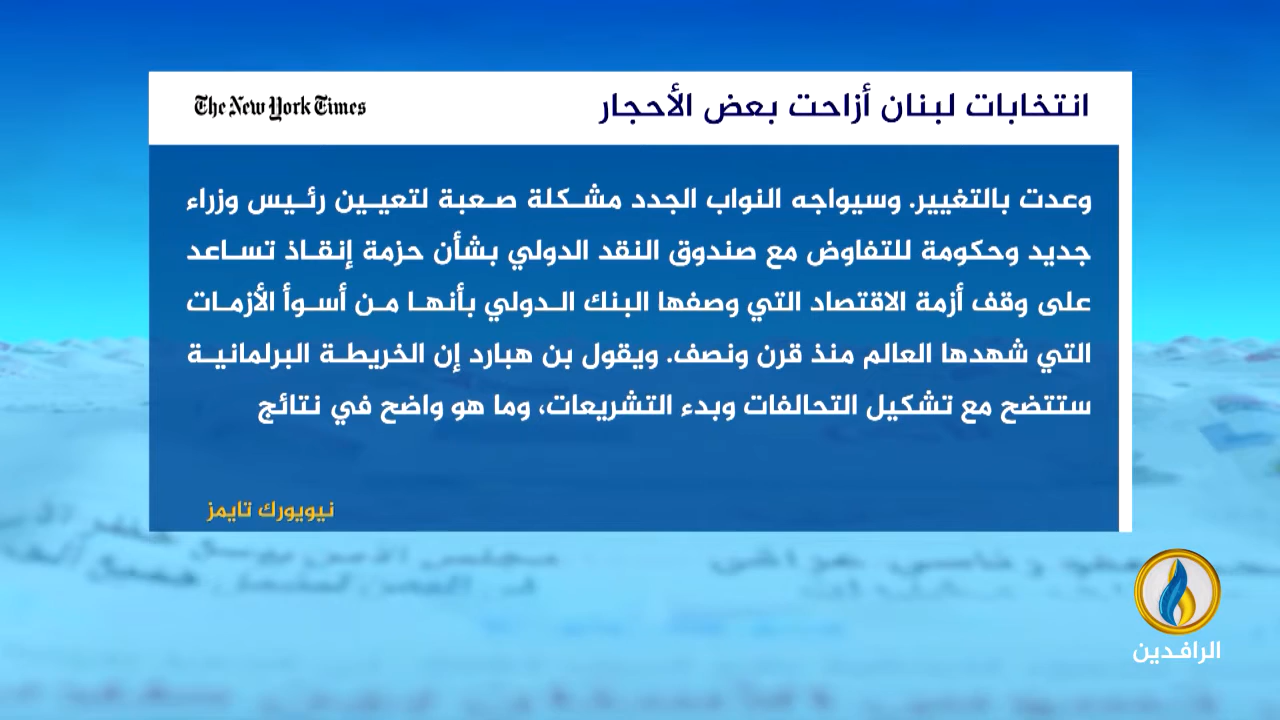 انتخابات لبنان أزاحت بعض الأحجار
The New York Times
وعدت بالتغيير. وسيواجه النواب الجدد مشكلة صعبة لتعيين رئيس وزراء
جديد وحكومة للتفاوض مع صندوق النقد الدولي بشأن حزمة إنقاذ تساعد
على وقف أزمة الاقتصاد التي وصفها البنك الدولي بأنها من أسوأ الأزمات
التي شهدها العالم منذ قرن ونصف. ويقول بن هبارد إن الخريطة البرلمانية
ستتضح مع تشكيل التحالفات وبدء التشريعات، وما هو واضح في نتائج
نيويورك تايمز
الرافدين